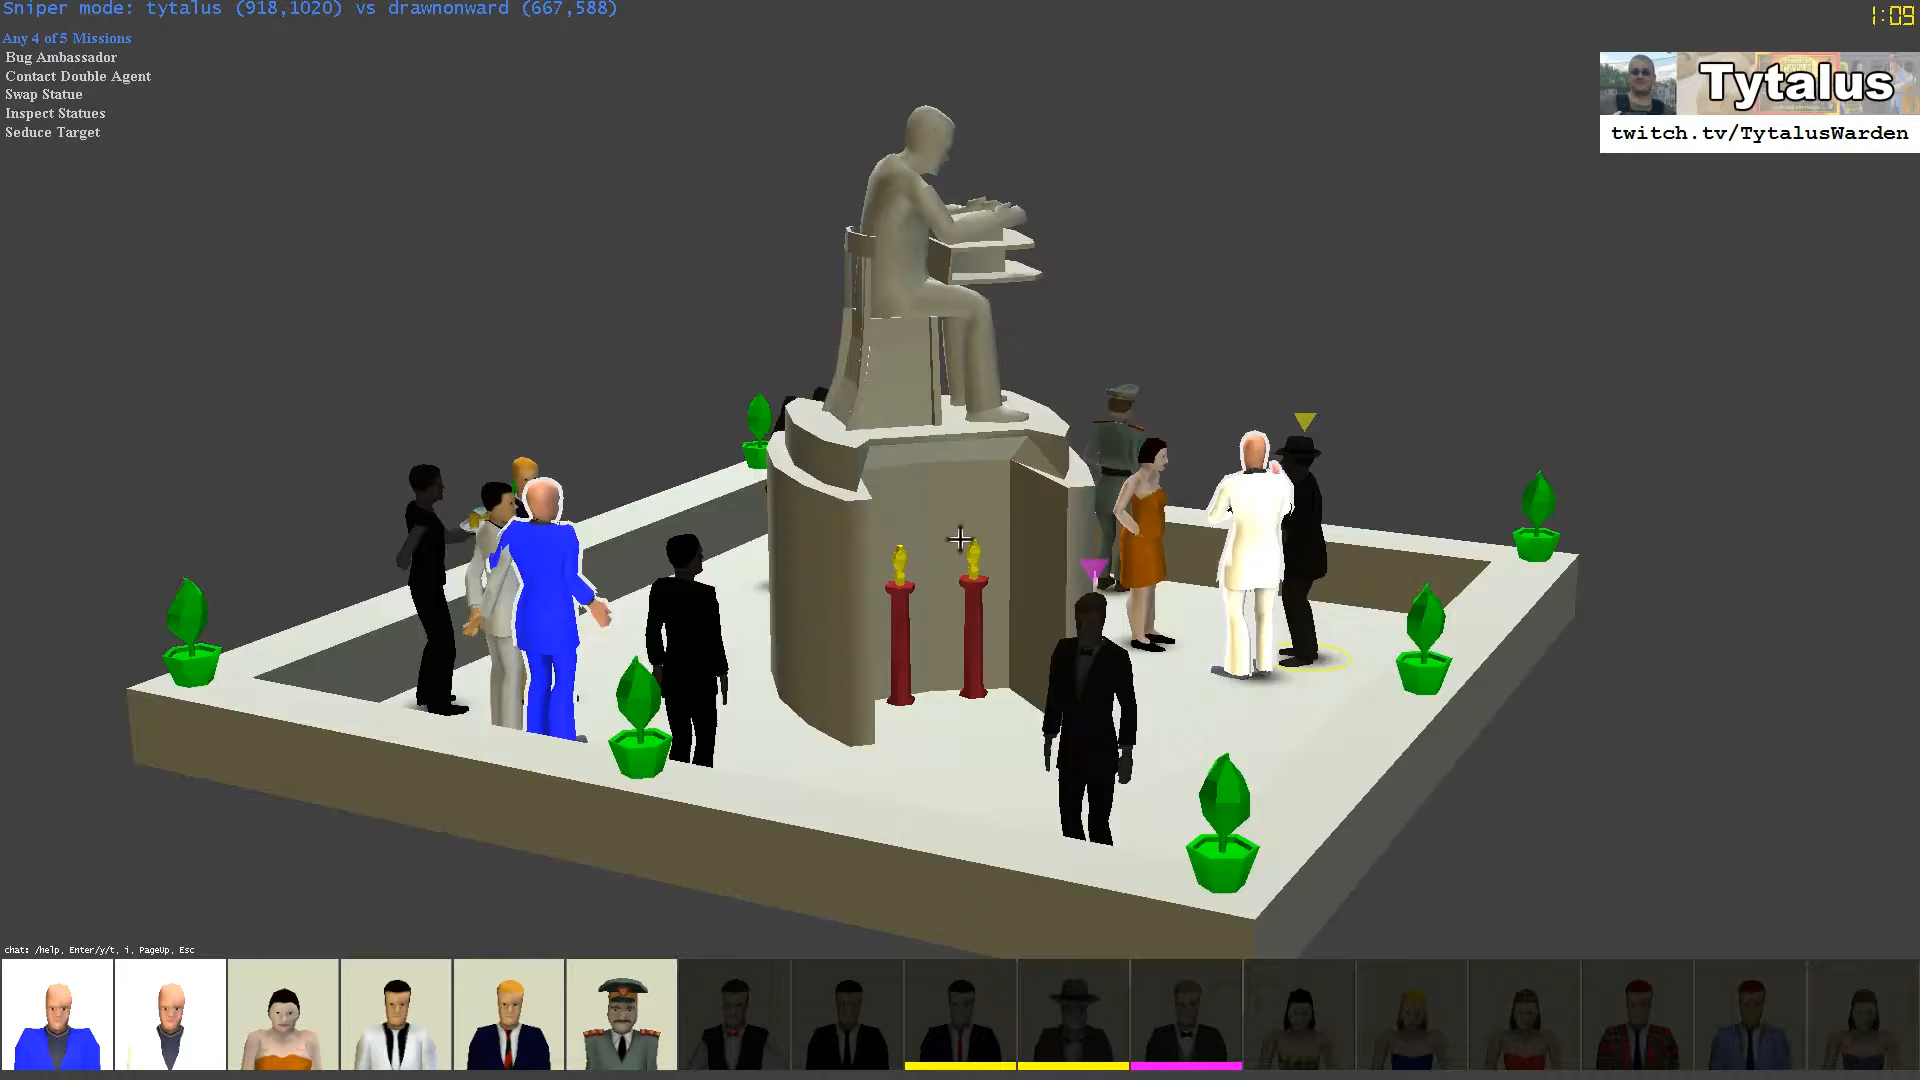 Sniper mode: tytalus (918,1020) vs drawnonward (667,588)
1:09
Any 4 of 5 Missions
Bug Ambassador
Contact Double Agent
Swap Statue
Inspect Statues
Seduce Target
Tytalus
twitch.tv/TytalusWarden
chat: /help, Enter/y/t, i, PageUp, Esc